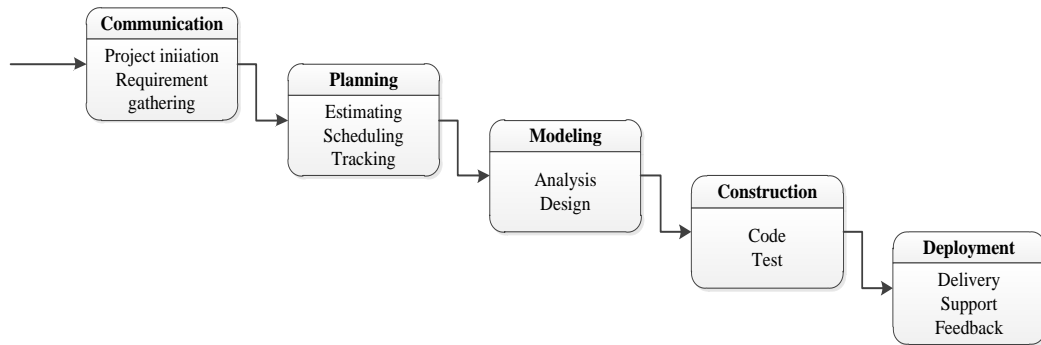 Communication
Project iniiation
Requirement
gathering
Planning
Estimating
Scheduling
Tracking
Modeling
Analysis
Design
Construction
Code
Test
Deployment
Delivery
Support
Feedback